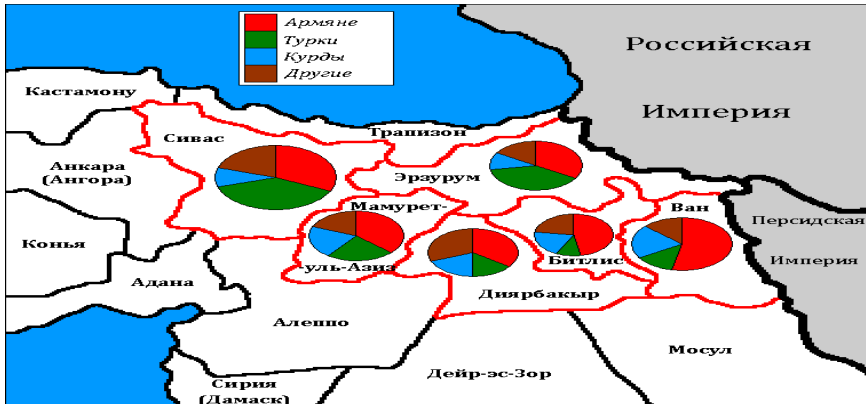 Армяне
Турки
Курды
Другие
Российская
Империя
Кастамону
Сивас
Трапизон
Анкара
(Ангора)
Эрзурум
Мамурет-
уль-Азиз
Ван
Персидская
Империя
Конья
Битлис
Адана
Диярбакыр
Алеппо
Мосул
Дейр-эс-Зор
Сирия
(Дамаск)